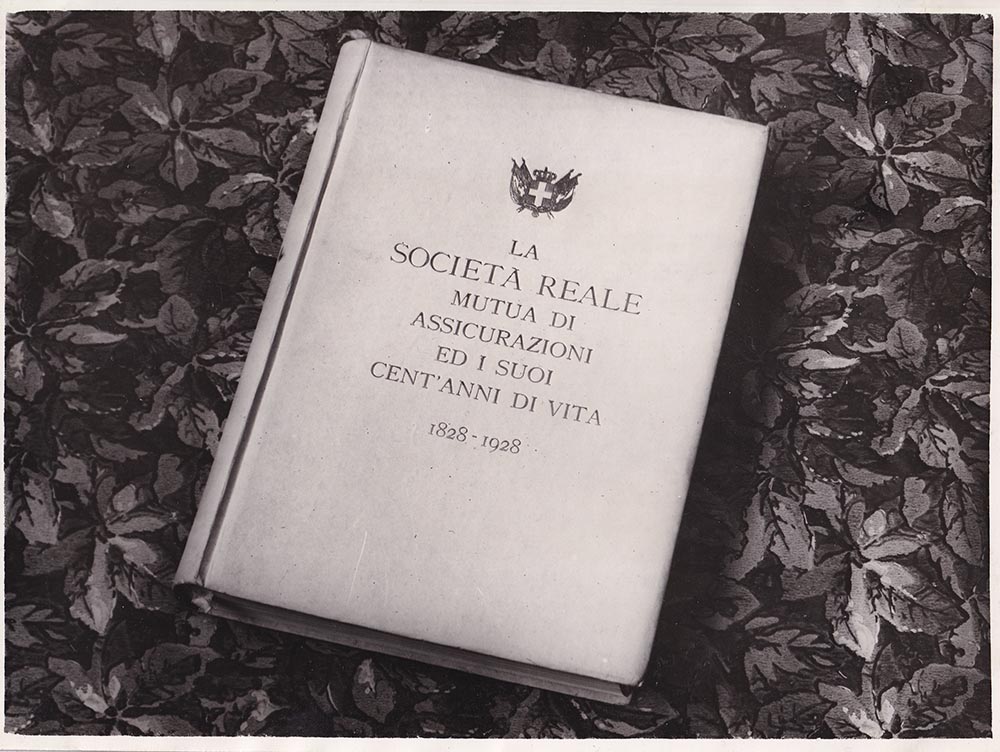 LA
SOCIETÀ REALE
MUTUA DI
ASSICURAZIONI
ED I SUOI
CENT'ANNI DI VITA
1828-1928